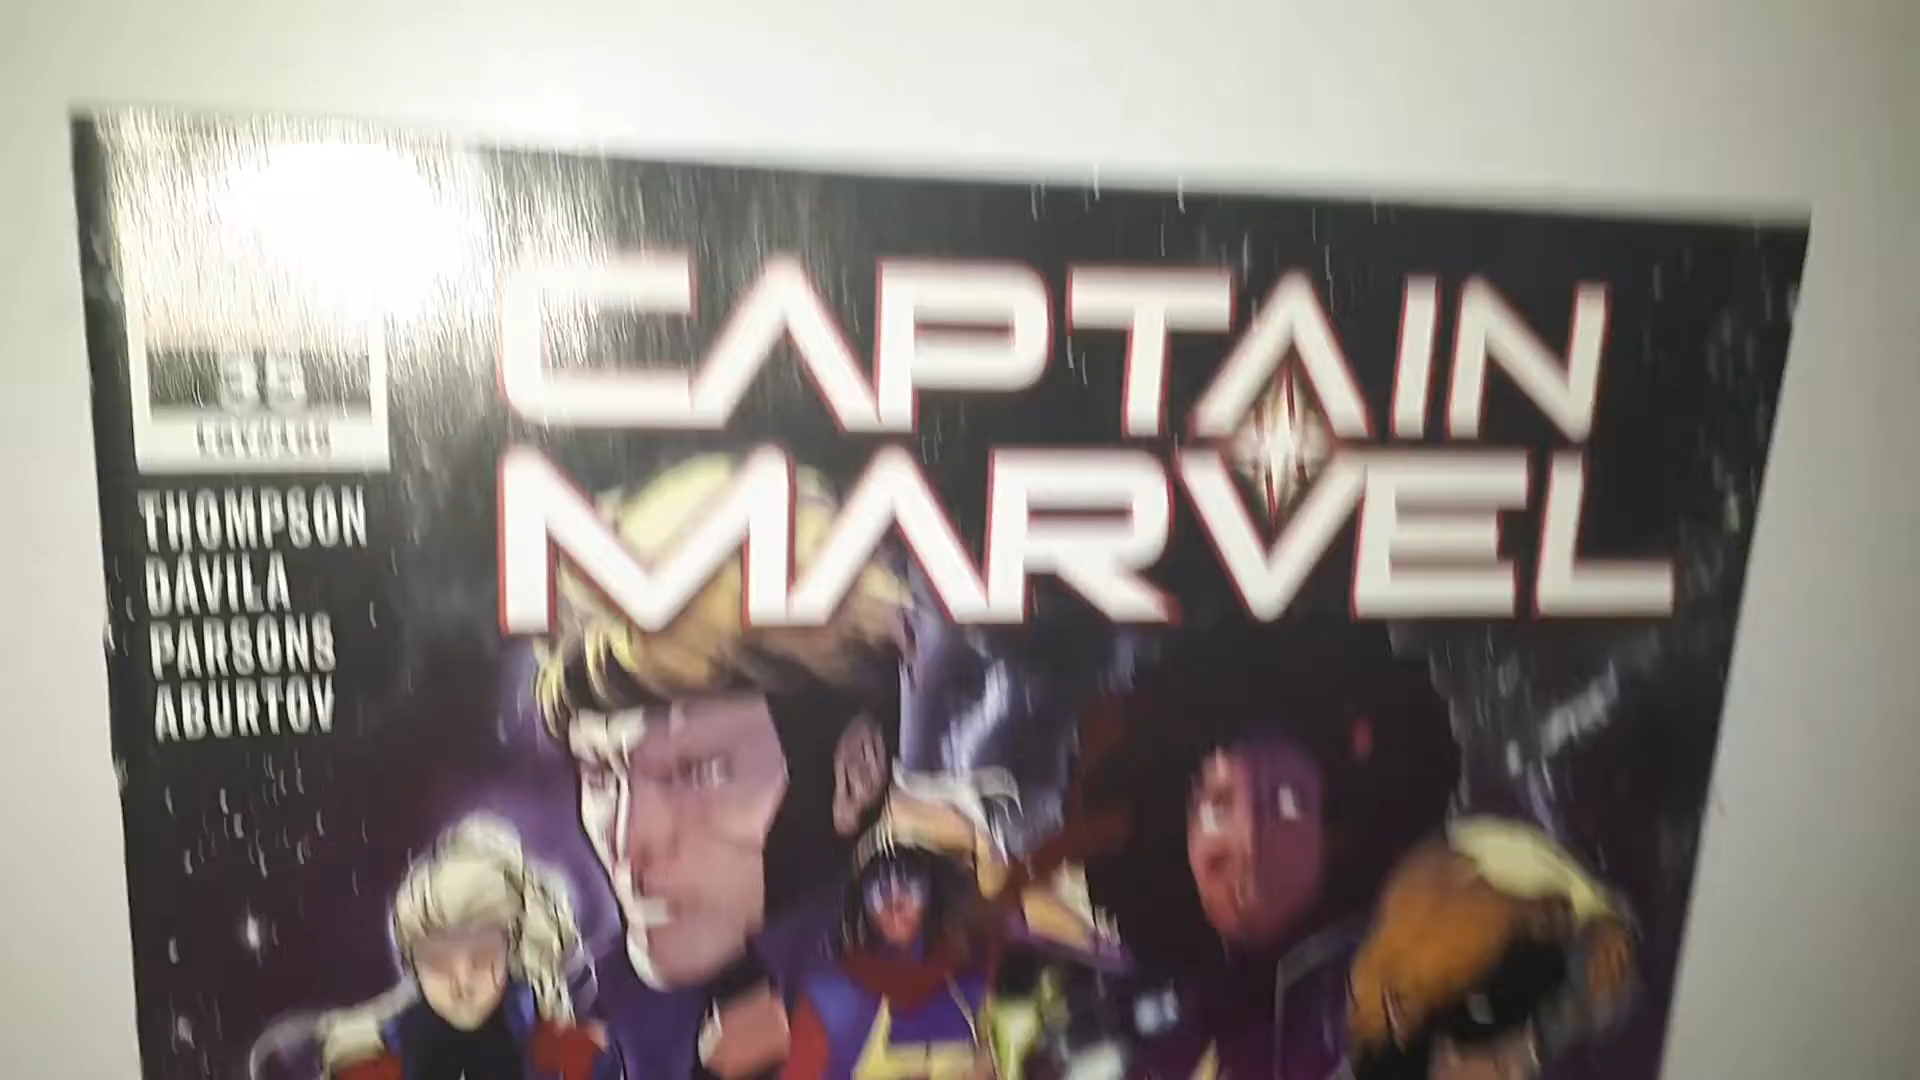 CAPTAIN
MARVEL
THOMPSON
DAVILA
PARSONS
ABURTOV